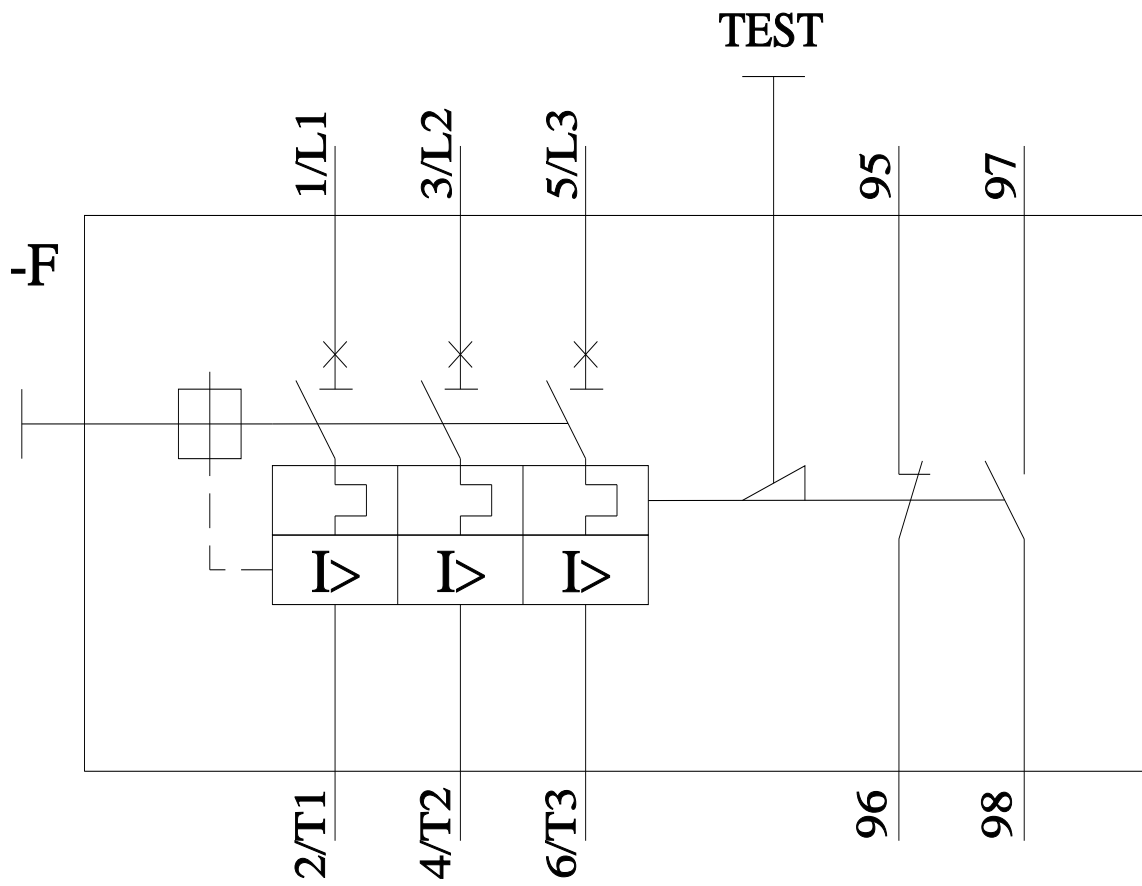 TEST
1/L1
3/L2
5/L3
95
97
-F
I>
I>
I>
2/T1
4/T2
6/T3
96
98